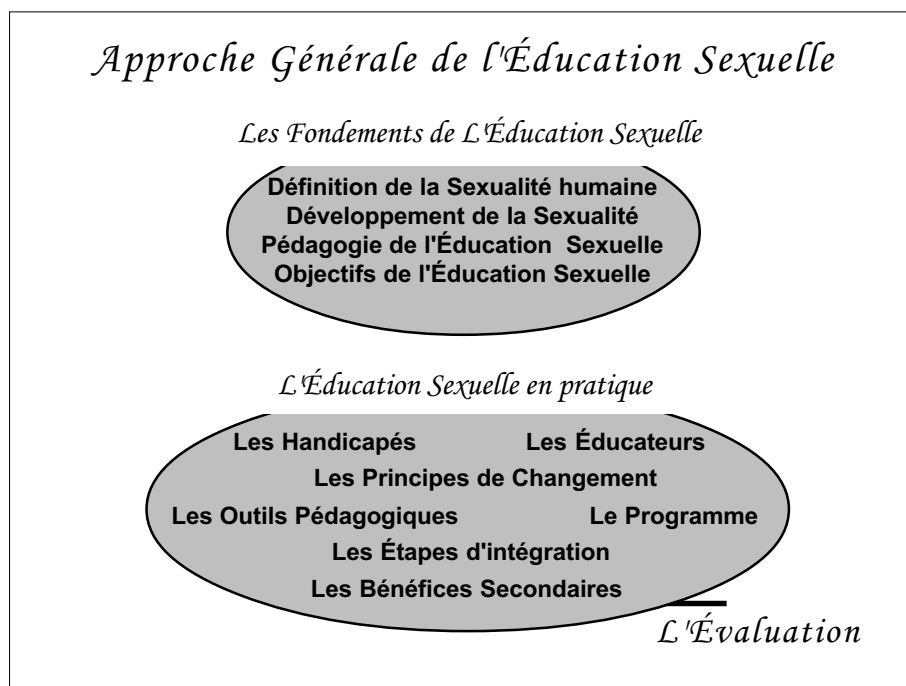 Approche Générale de l'Éducation Sexuelle
Les Fondements de L'Éducation Sexuelle
Définition de la Sexualité humaine
Développement de la Sexualité
Pédagogie de l'Éducation Sexuelle
Objectifs de l'Éducation Sexuelle
L'Éducation Sexuelle en pratique
Les Handicapés Les Éducateurs
Les Principes de Changement
Les Outils Pédagogiques Le Programme
Les Étapes d'intégration
Les Bénéfices Secondaires
L'Évaluation